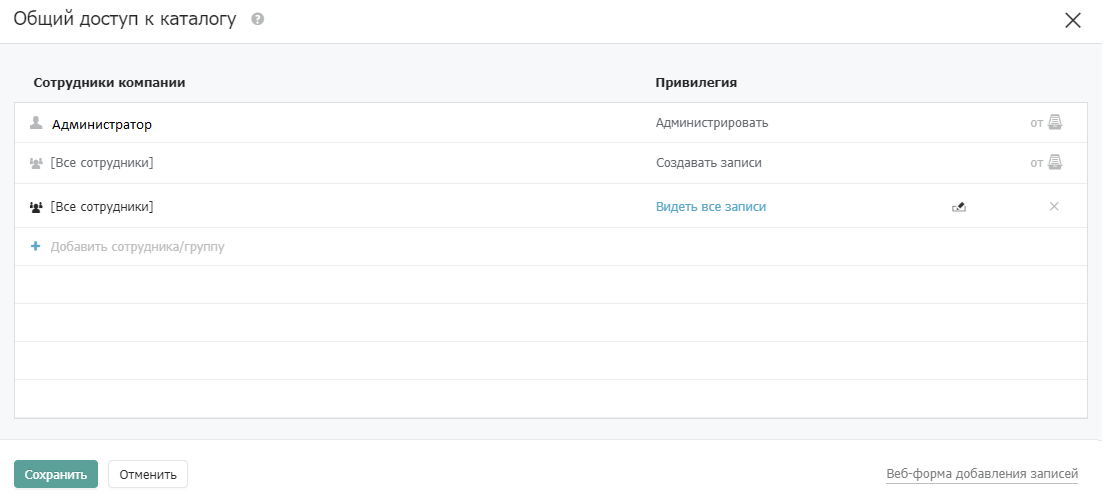 Общий доступ к каталогу ?
Сотрудники компании Привилегия
Администратор Администрировать от
[Все сотрудники] Создавать записи от
[Все сотрудники] Видеть все записи
+ Добавить сотрудника/группу
Сохранить Отменить Веб-форма добавления записей